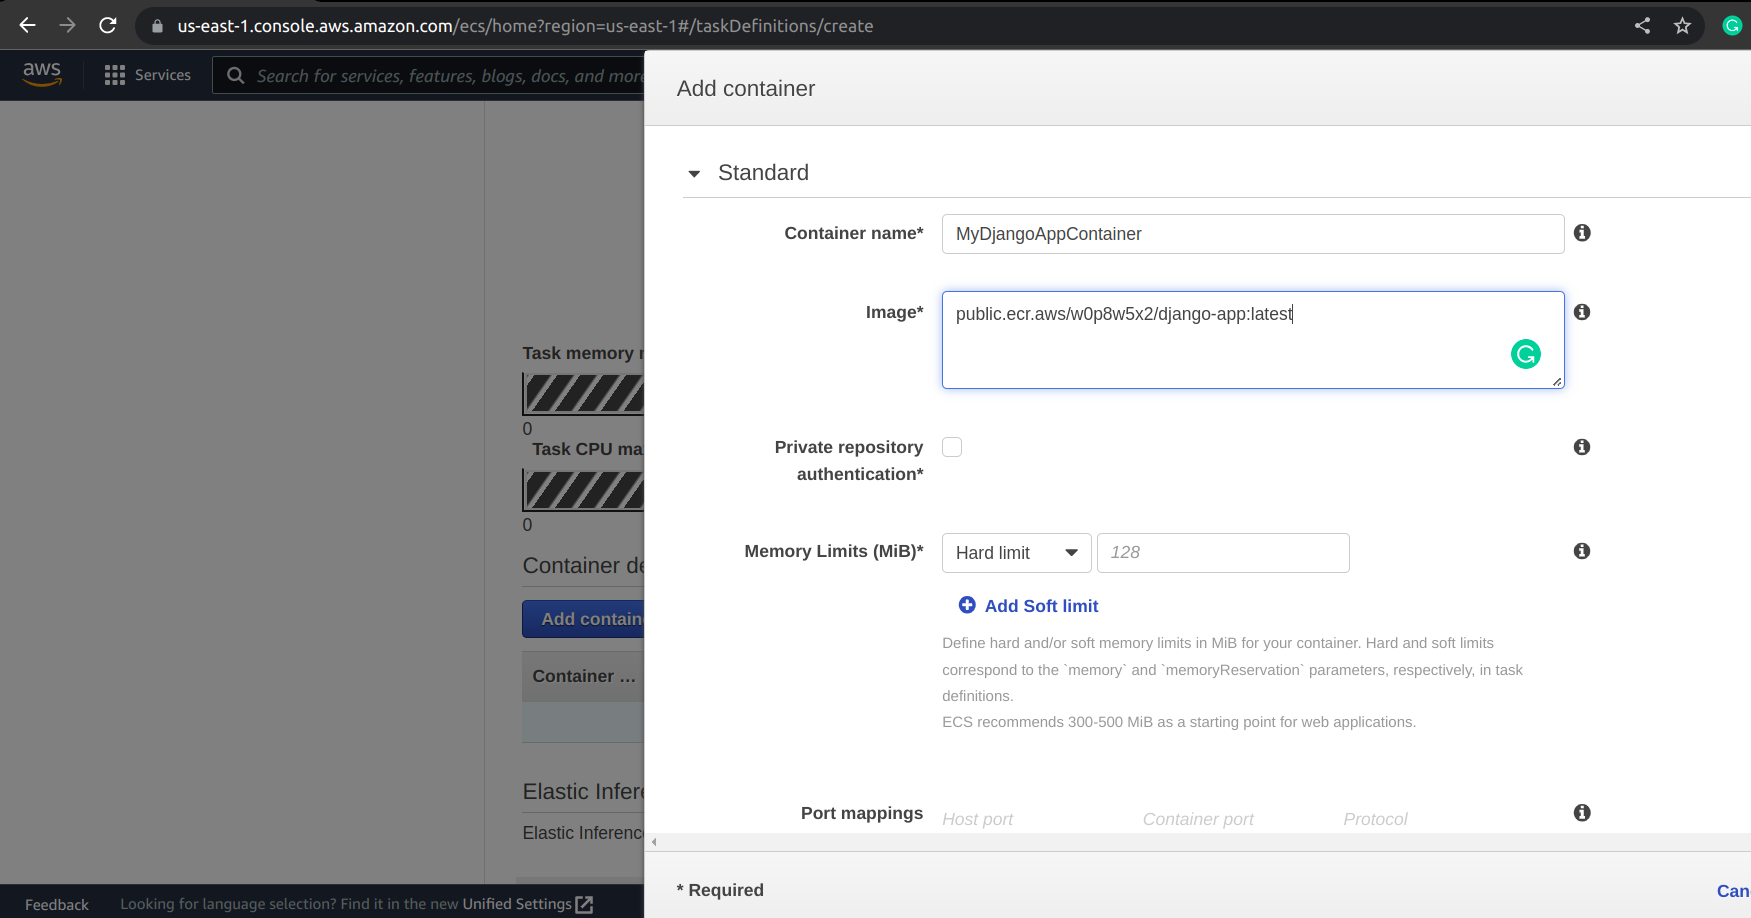 us-east-1.console.aws.amazon.com/ecs/home?region=us-east-1#/taskDefinitions/create
aws
Services
Search for services, features, blogs, docs, and more
Add container
Standard
Container name*
MyDjangoAppContainer
Image*
public.ecr.aws/w0p8w5x2/django-app:latest
Task memory
0
Task CPU ma
0
Container de
Add contain
Container ...
Elastic Infere
Elastic Inferenc
Private repository
authentication*
Memory Limits (MiB)*
Hard limit
128
Add Soft limit
Define hard and/or soft memory limits in MiB for your container. Hard and soft limits
correspond to the `memory` and `memoryReservation` parameters, respectively, in task
definitions.
ECS recommends 300-500 MiB as a starting point for web applications.
Port mappings
Host port
Container port
Protocol
* Required
Can
Feedback
Looking for language selection? Find it in the new Unified Settings